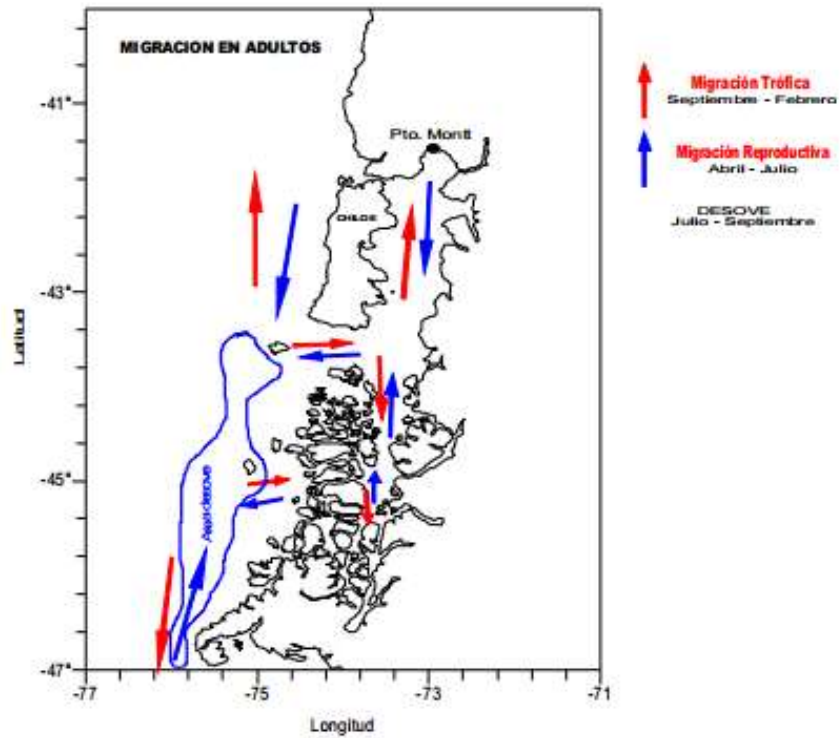 MIGRACION EN ADULTOS
Migración Trófica
Septiembre - Febrero
Migración Reproductiva
Abril - Julio
DESOVE
Julio - Septiembre
-41°
-43°
-45°
-47°
Latitud
Pto. Montt
CHILOE
desove
-77
-75
-73
-71
Longitud